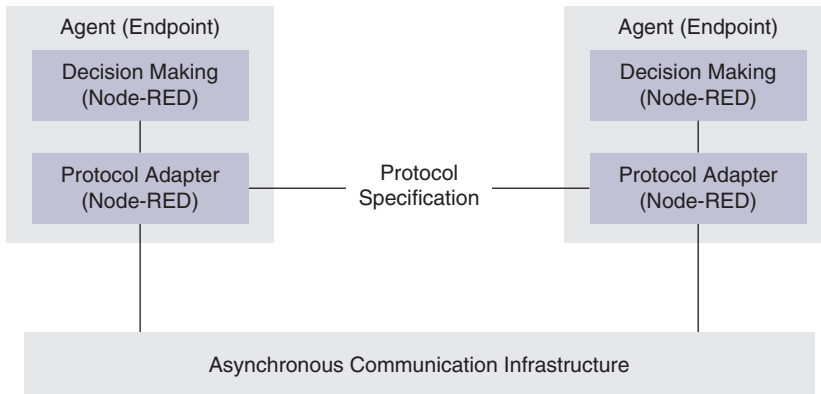 Agent (Endpoint)
Decision Making
(Node-RED)
Protocol Adapter
(Node-RED)
Protocol
Specification
Agent (Endpoint)
Decision Making
(Node-RED)
Protocol Adapter
(Node-RED)
Asynchronous Communication Infrastructure